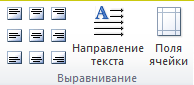 Направление
текста
Поля
ячейки
Выравнивание